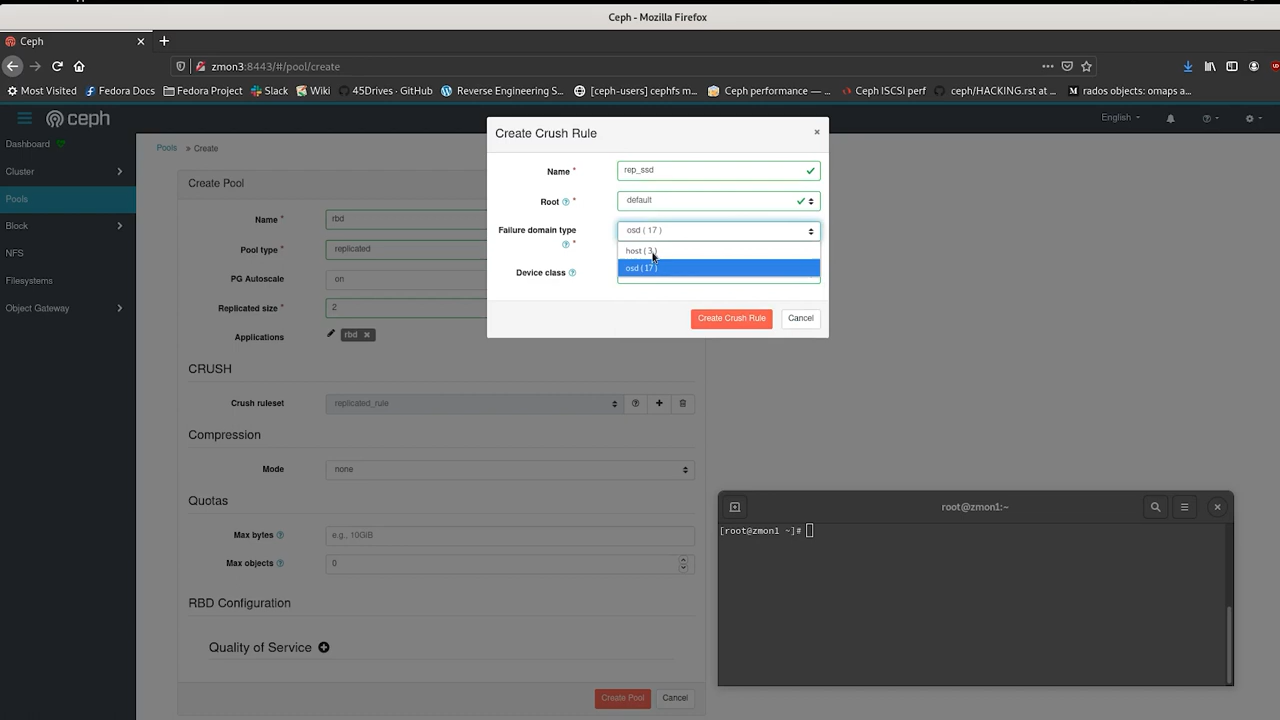 Ceph - Mozilla Firefox
Ceph
zmon3:8443/#/pool/create
Most Visited Fedora Docs Fedora Project Slack Wiki 45Drives - GitHub Reverse Engineering S… [ceph-users] cephfs m… Ceph performance —… Ceph ISCSI perf ceph/HACKING.rst at … rados objects: omaps a…
ceph English
Dashboard
Cluster
Pools
Block
NFS
Filesystems
Object Gateway
Pools » Create
Create Pool
Name * rbd
Pool type * replicated
PG Autoscale on
Replicated size * 2
Applications rbd ×
CRUSH
Crush ruleset replicated_rule
Compression
Mode none
Quotas
Max bytes e.g., 10GiB
Max objects 0
RBD Configuration
Quality of Service
Create Pool Cancel
Create Crush Rule ×
Name * rep_ssd
Root * default
Failure domain type * osd ( 17 )
host ( 3 )
osd ( 17 )
Device class
Create Crush Rule Cancel
root@zmon1:~
[root@zmon1 ~]#